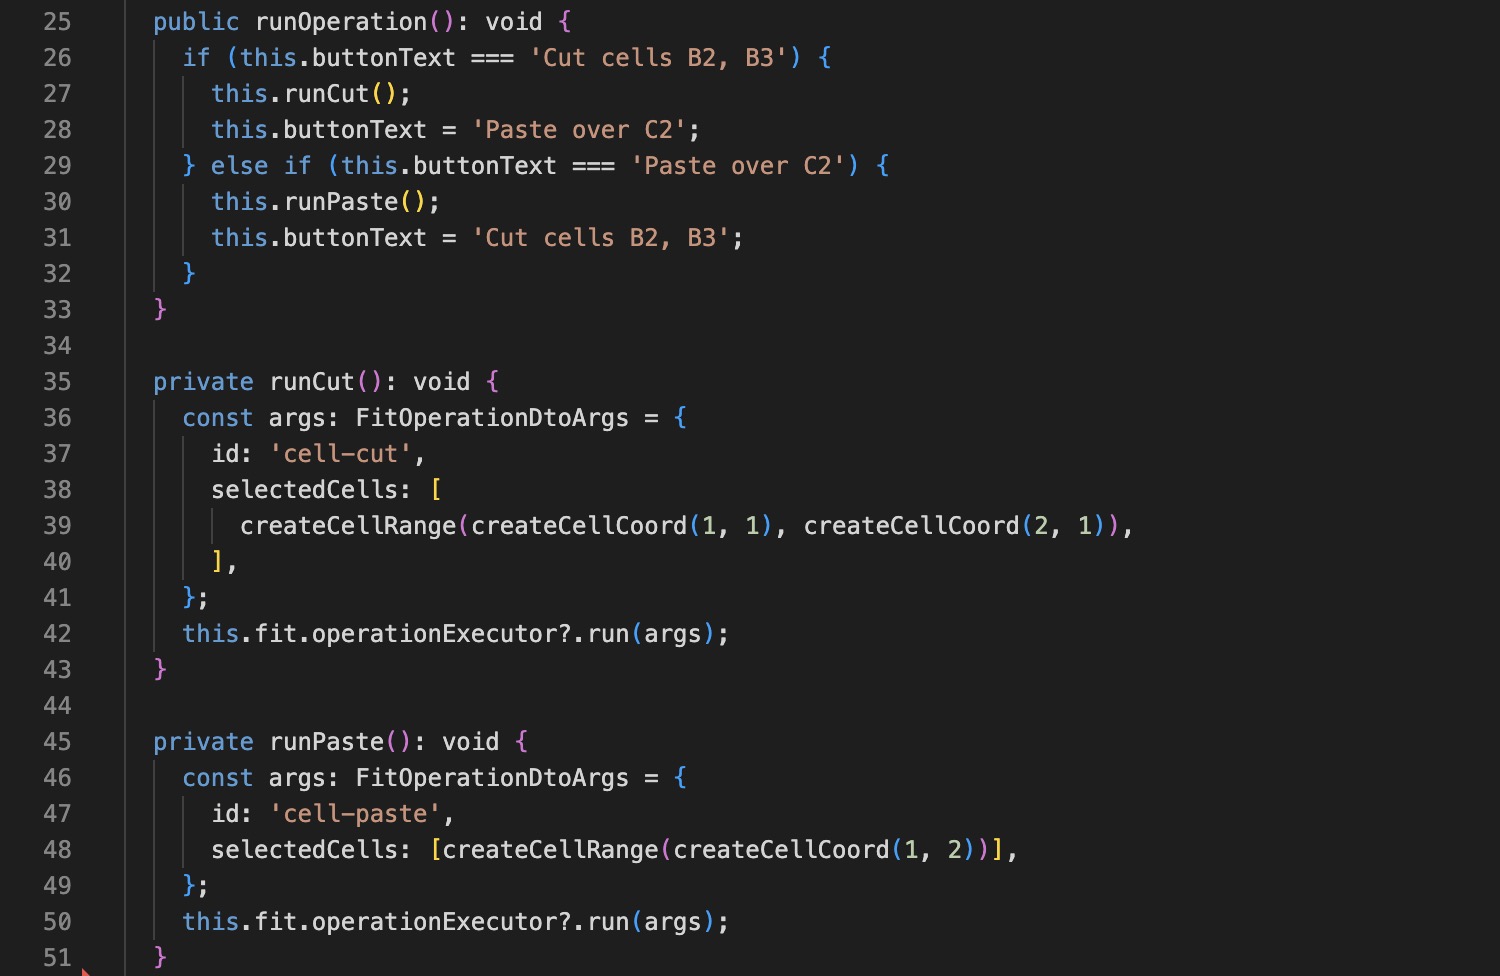 25 public runOperation(): void {
26 if (this.buttonText === 'Cut cells B2, B3') {
27 this.runCut();
28 this.buttonText = 'Paste over C2';
29 } else if (this.buttonText === 'Paste over C2') {
30 this.runPaste();
31 this.buttonText = 'Cut cells B2, B3';
32 }
33 }
34
35 private runCut(): void {
36 const args: FitOperationDtoArgs = {
37 id: 'cell-cut',
38 selectedCells: [
39 createCellRange(createCellCoord(1, 1), createCellCoord(2, 1)),
40 ],
41 };
42 this.fit.operationExecutor?.run(args);
43 }
44
45 private runPaste(): void {
46 const args: FitOperationDtoArgs = {
47 id: 'cell-paste',
48 selectedCells: [createCellRange(createCellCoord(1, 2))],
49 };
50 this.fit.operationExecutor?.run(args);
51 }